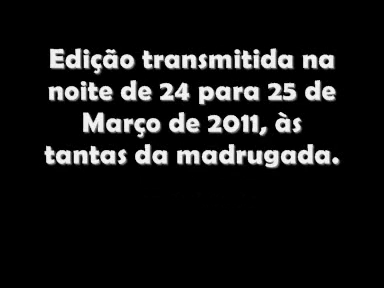 Edição transmitida na
noite de 24 para 25 de
Março de 2011, às
tantas da madrugada.